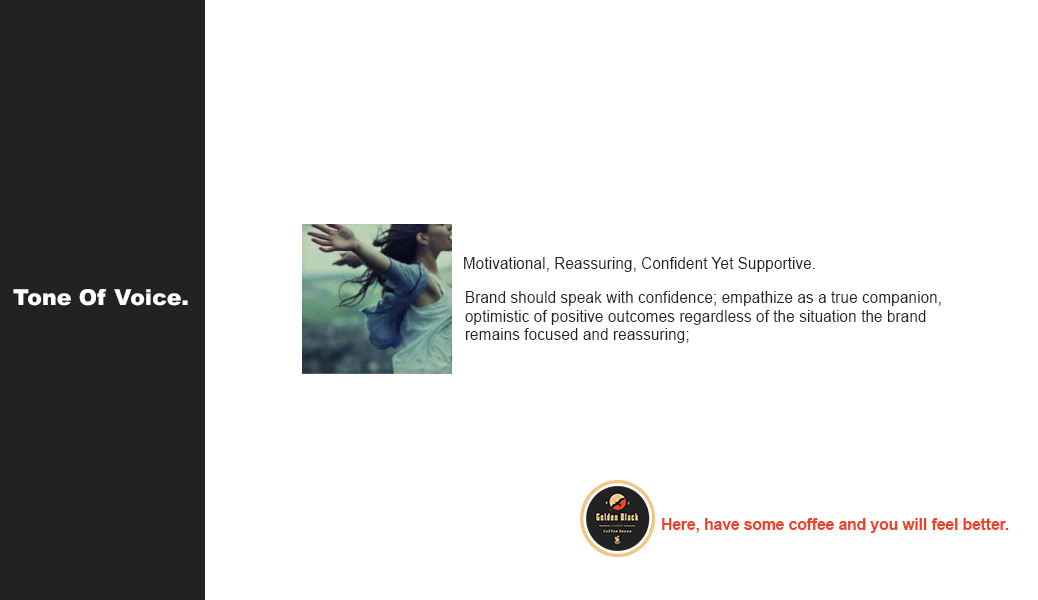 Tone Of Voice.
Motivational, Reassuring, Confident Yet Supportive.
Brand should speak with confidence; empathize as a true companion,
optimistic of positive outcomes regardless of the situation the brand
remains focused and reassuring;
Golden Black
Coffee Beans
Here, have some coffee and you will feel better.